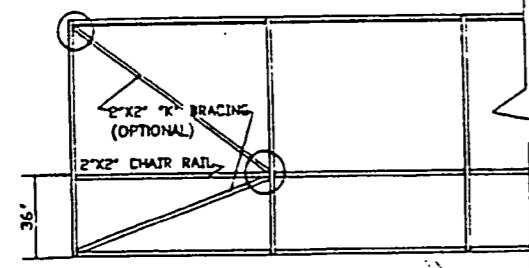 2"X2" "K" BRACING
(OPTIONAL)
2"X2" CHAIR RAIL
36"